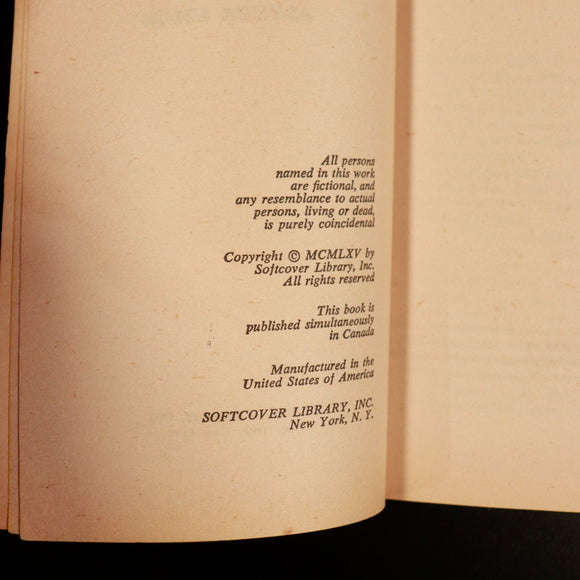 All persons
named in this work
are fictional, and
any resemblance to actual
persons, living or dead,
is purely coincidental
Copyright © MCMLXV by
Softcover Library, Inc.
All rights reserved
This book is
published simultaneously
in Canada
Manufactured in the
United States of America
SOFTCOVER LIBRARY, INC.
New York, N. Y.